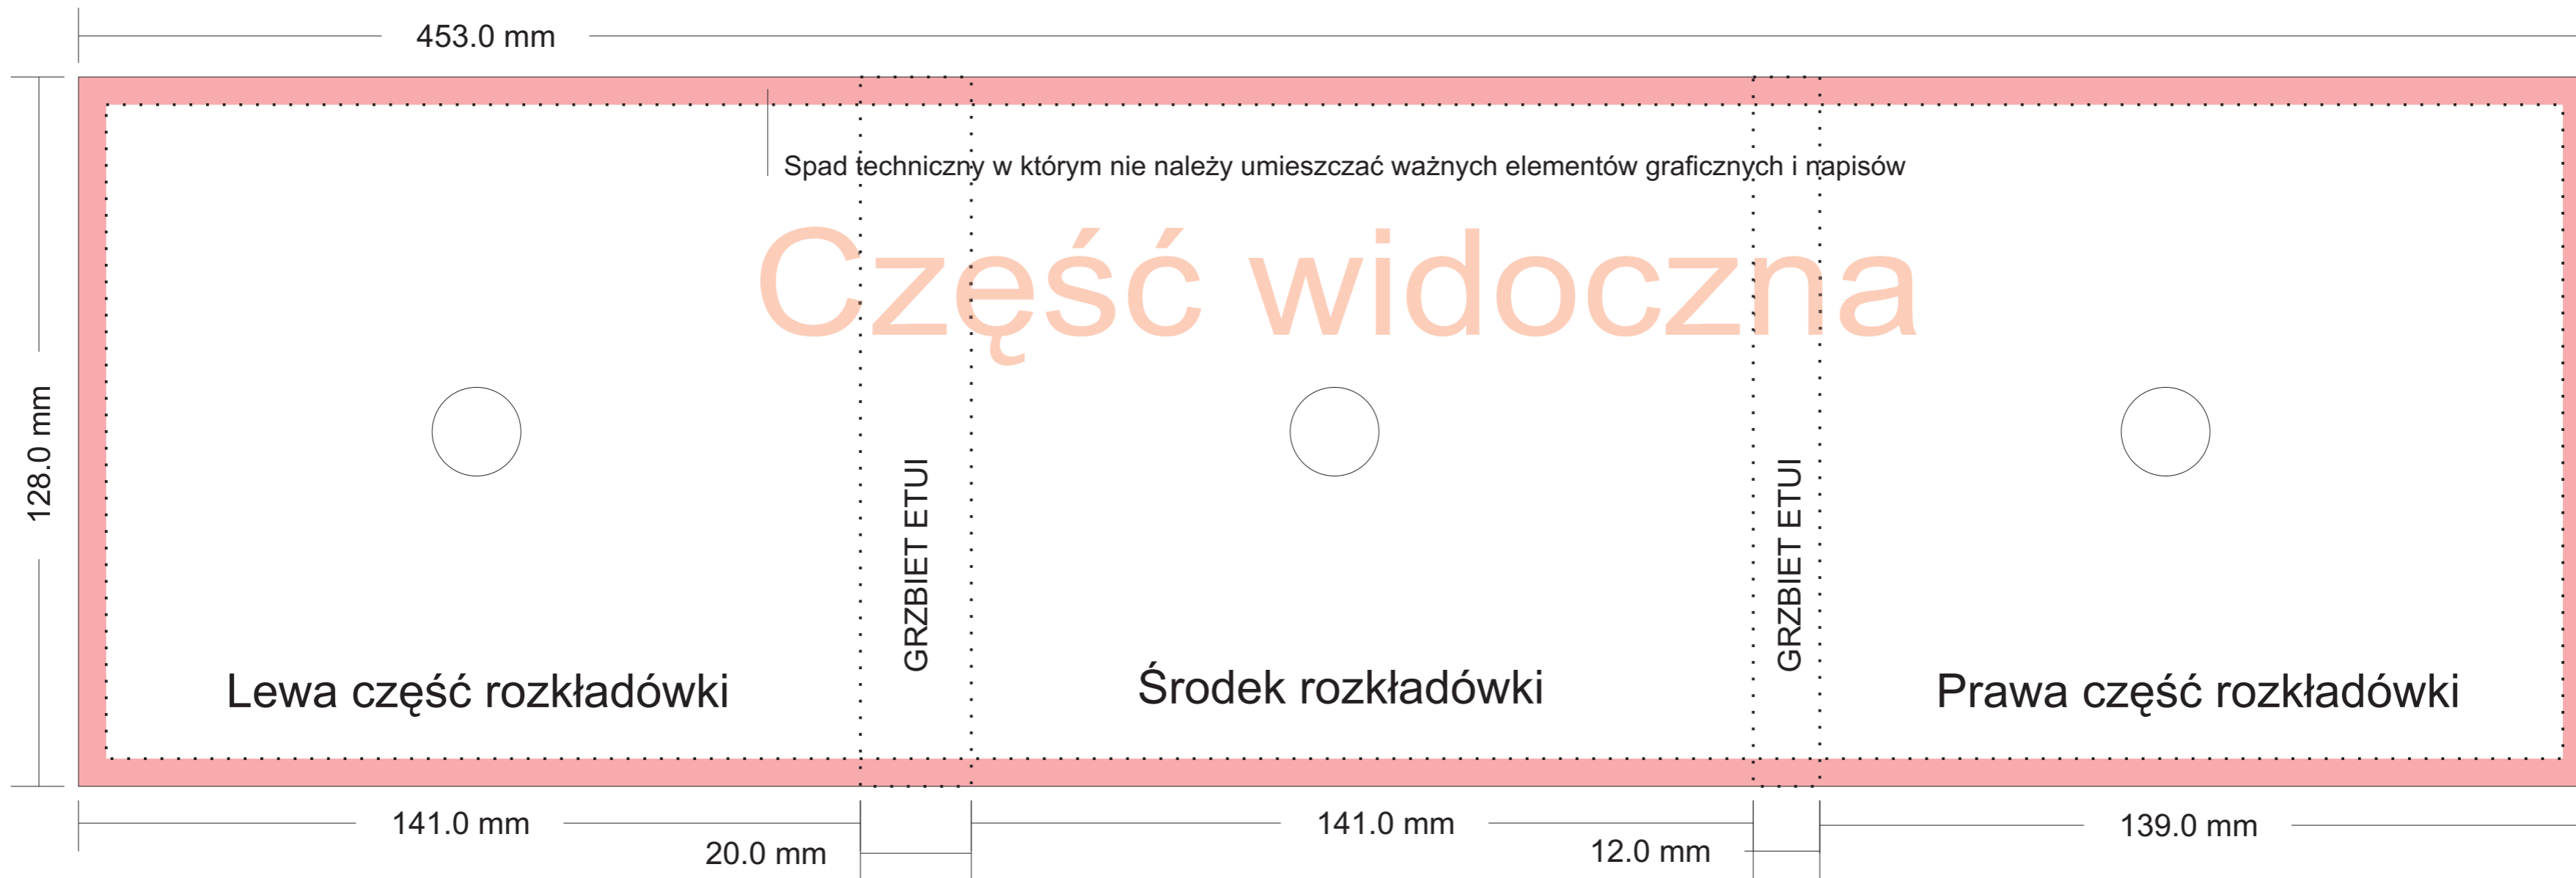 453.0 mm
Spad techniczny w którym nie należy umieszczać ważnych elementów graficznych i napisów
Część widoczna
128.0 mm
GRZBIET ETUI
GRZBIET ETUI
Lewa część rozkładówki
Środek rozkładówki
Prawa część rozkładówki
141.0 mm
20.0 mm
141.0 mm
12.0 mm
139.0 mm